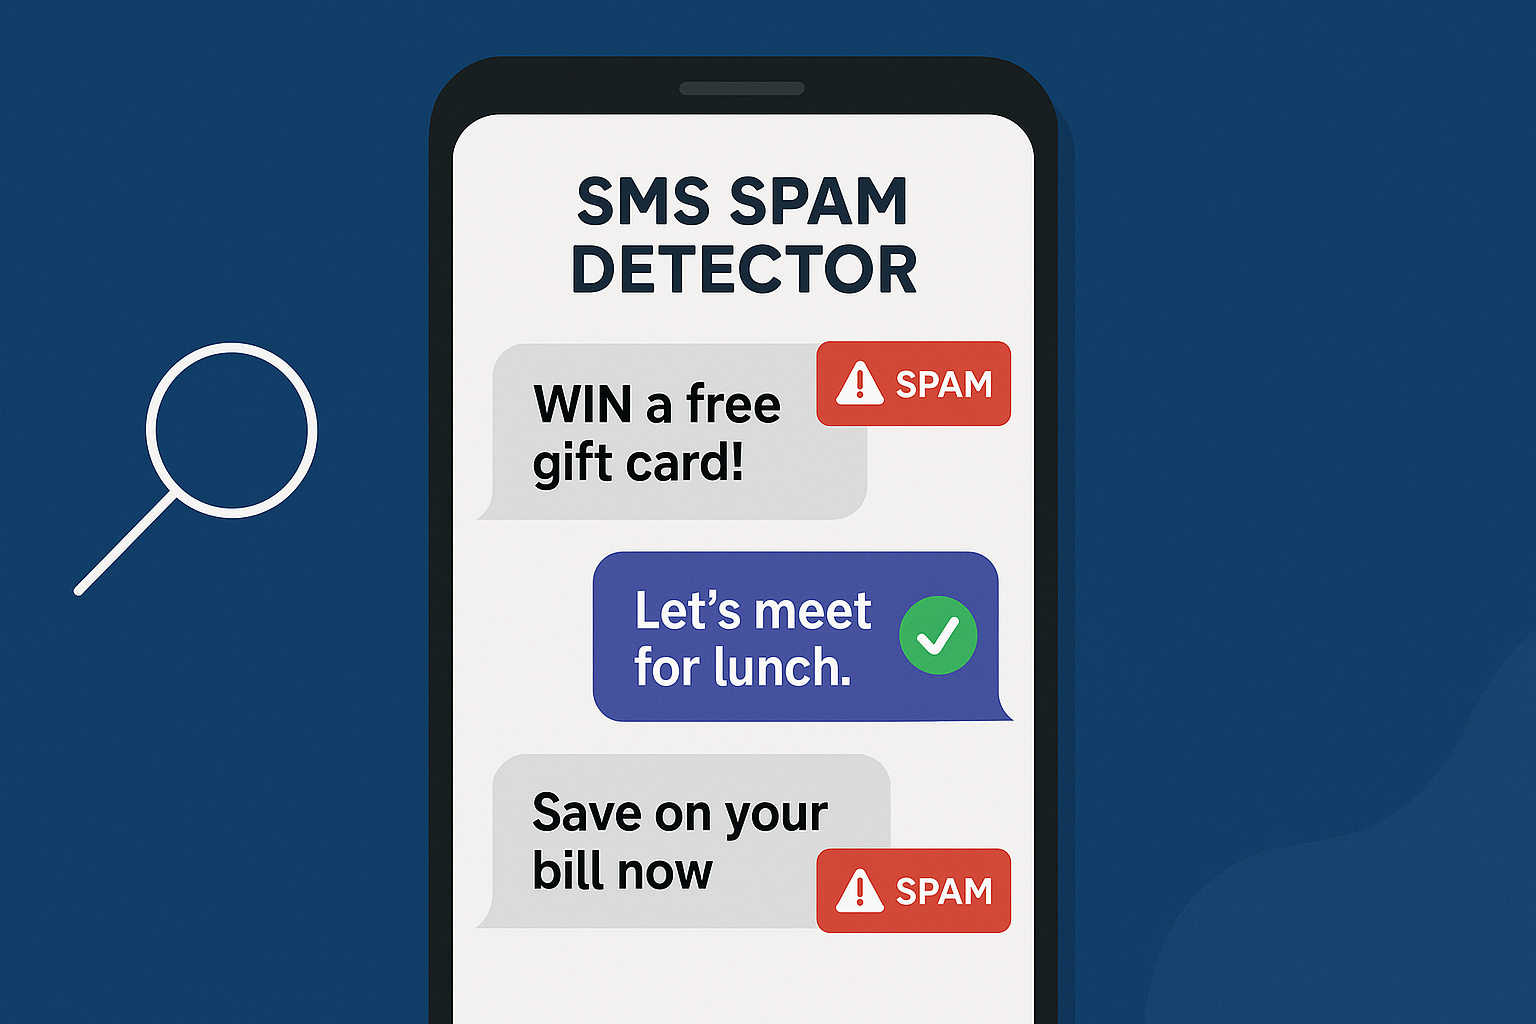 SMS SPAM
DETECTOR
WIN a free
gift card!
SPAM
Let’s meet
for lunch.
Save on your
bill now
SPAM